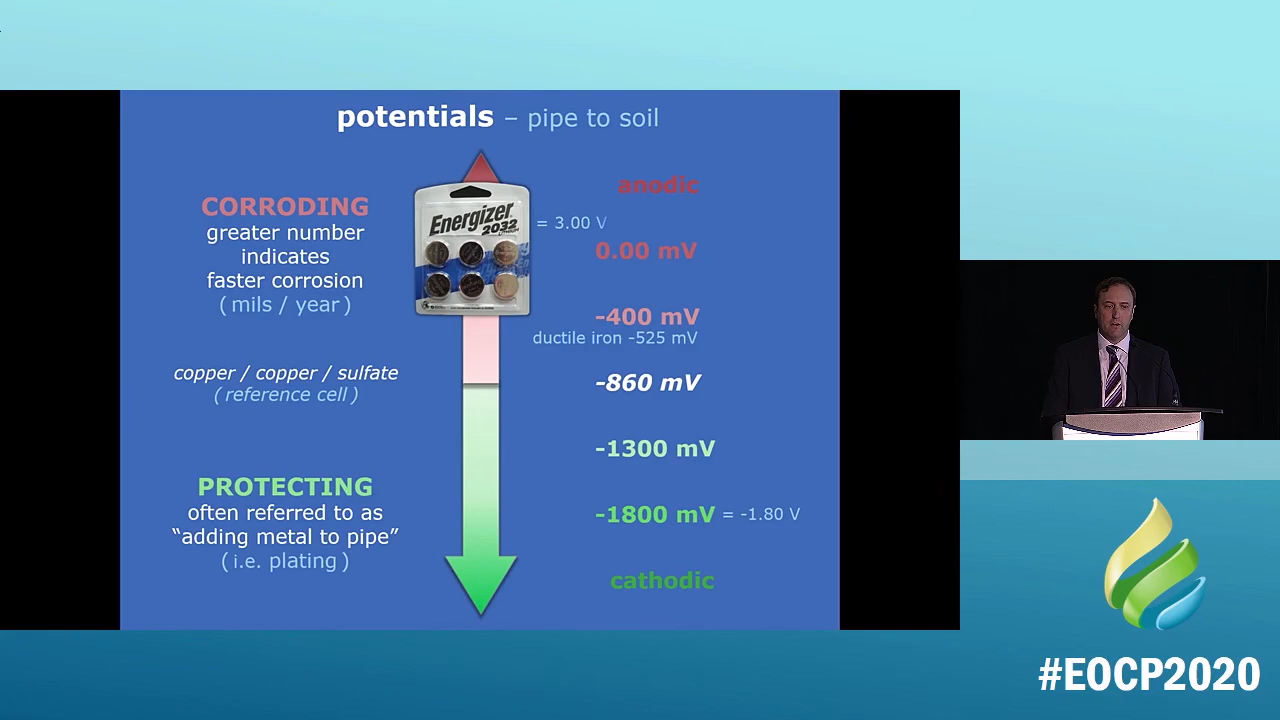 potentials – pipe to soil
CORRODING
greater number
indicates
faster corrosion
( mils / year )
copper / copper / sulfate
( reference cell )
PROTECTING
often referred to as
“adding metal to pipe”
( i.e. plating )
Energizer
2032
anodic
= 3.00 V
0.00 mV
-400 mV
ductile iron -525 mV
-860 mV
-1300 mV
-1800 mV = -1.80 V
cathodic
#EOCP2020